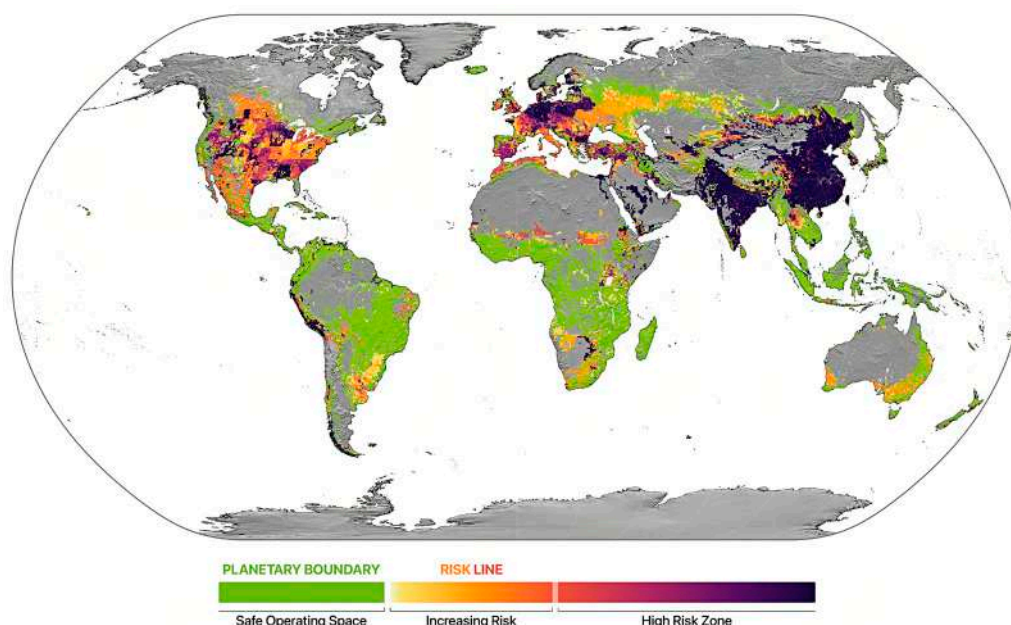 PLANETARY BOUNDARY RISK LINE
Safe Operating Space Increasing Risk High Risk Zone